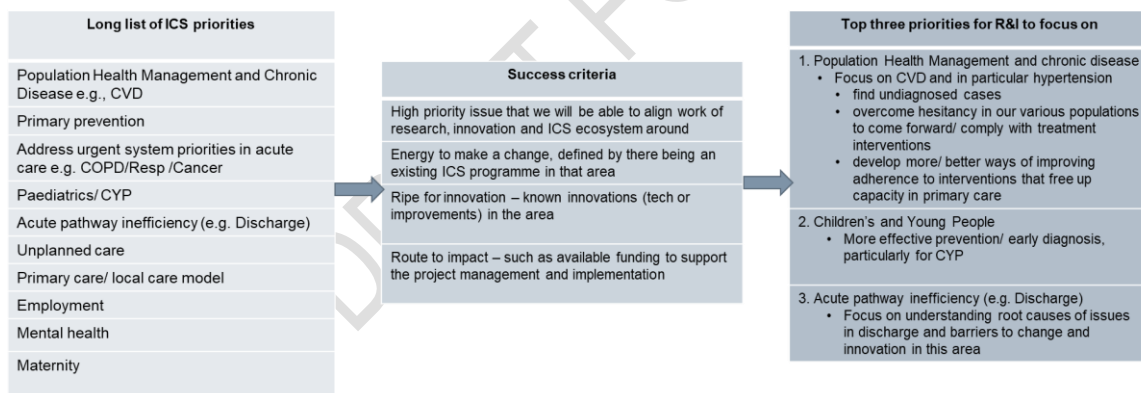 Long list of ICS priorities
Population Health Management and Chronic
Disease e.g., CVD
Primary prevention
Address urgent system priorities in acute
care e.g. COPD/Resp /Cancer
Paediatrics/ CYP
Acute pathway inefficiency (e.g. Discharge)
Unplanned care
Primary care/ local care model
Employment
Mental health
Maternity
Success criteria
High priority issue that we will be able to align work of
research, innovation and ICS ecosystem around
Energy to make a change, defined by there being an
existing ICS programme in that area
Ripe for innovation – known innovations (tech or
improvements) in the area
Route to impact – such as available funding to support
the project management and implementation
Top three priorities for R&I to focus on
1. Population Health Management and chronic disease
• Focus on CVD and in particular hypertension
• find undiagnosed cases
• overcome hesitancy in our various populations
to come forward/ comply with treatment
interventions
• develop more/ better ways of improving
adherence to interventions that free up
capacity in primary care
2. Children's and Young People
• More effective prevention/ early diagnosis,
particularly for CYP
3. Acute pathway inefficiency (e.g. Discharge)
• Focus on understanding root causes of issues
in discharge and barriers to change and
innovation in this area